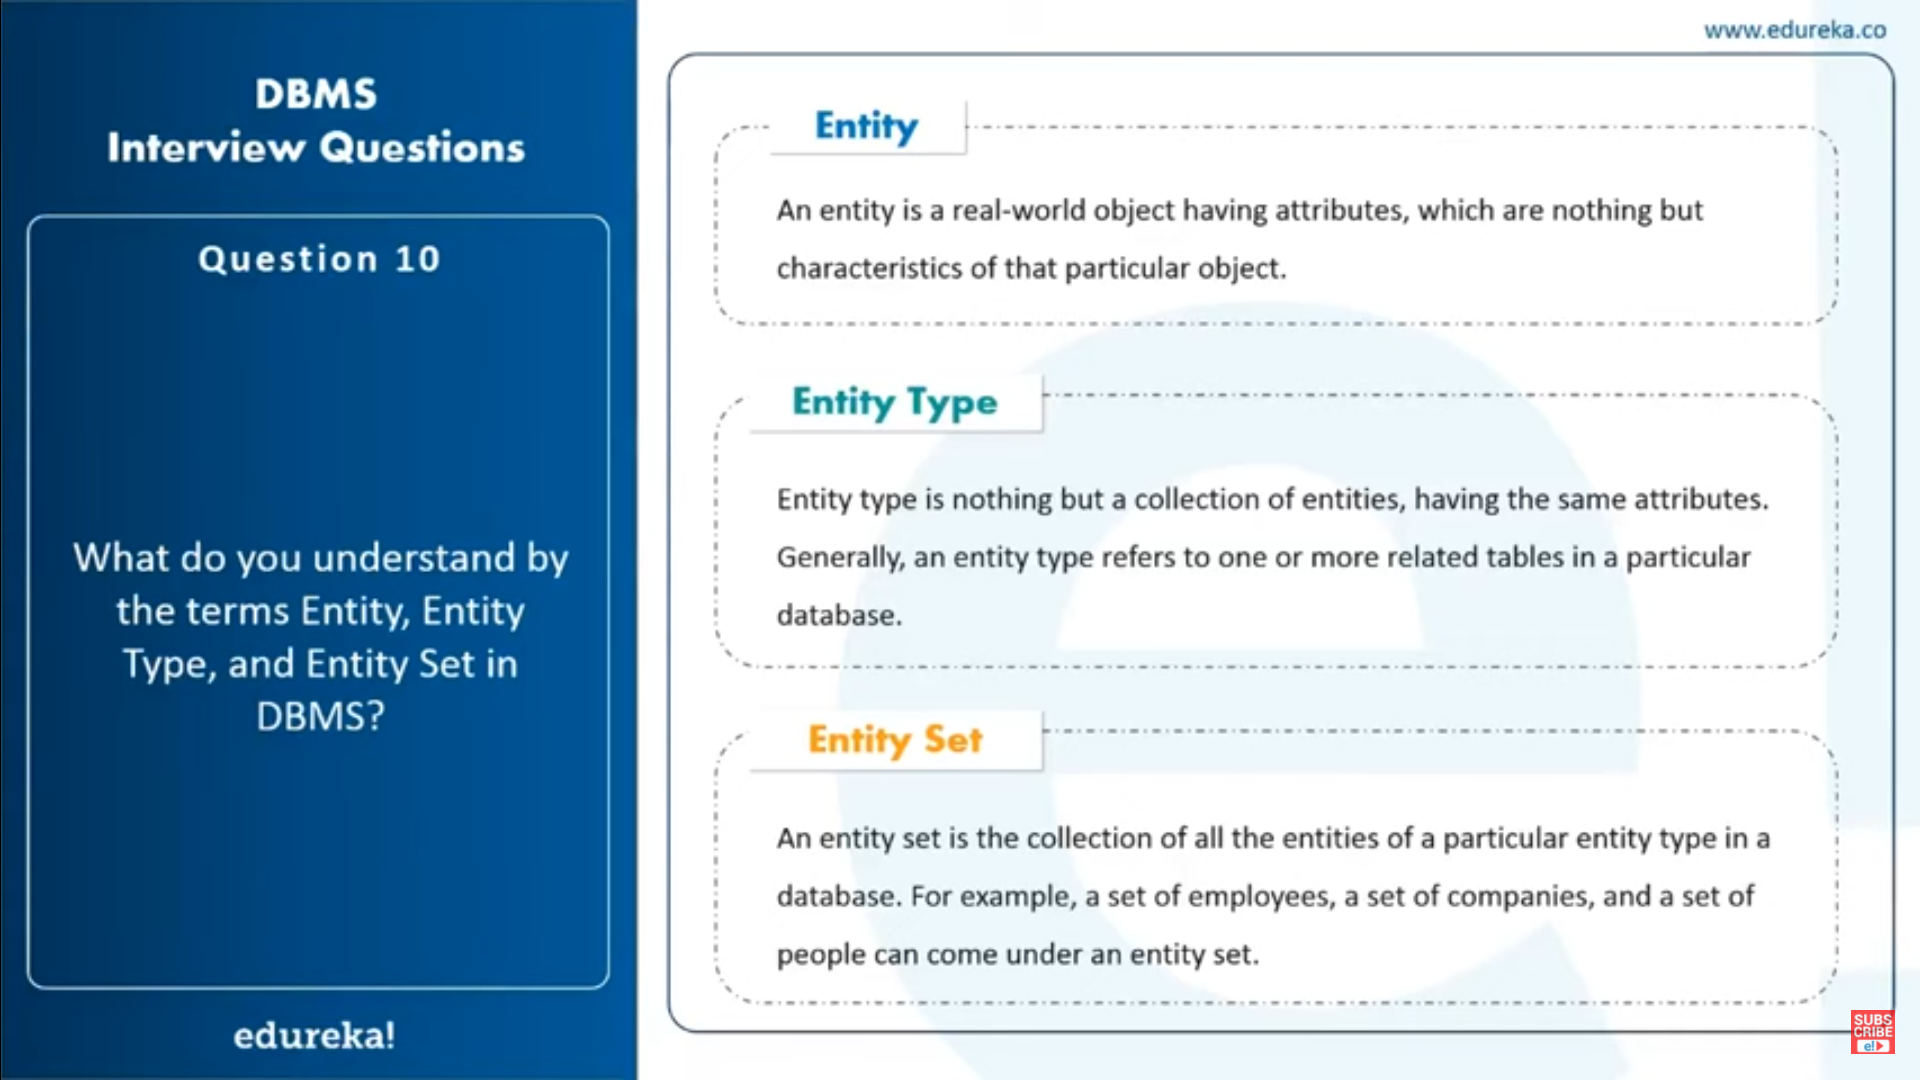 www.edureka.co
DBMS
Interview Questions
Question 10
What do you understand by
the terms Entity, Entity
Type, and Entity Set in
DBMS?
edureka!
Entity
An entity is a real-world object having attributes, which are nothing but
characteristics of that particular object.
Entity Type
Entity type is nothing but a collection of entities, having the same attributes.
Generally, an entity type refers to one or more related tables in a particular
database.
Entity Set
An entity set is the collection of all the entities of a particular entity type in a
database. For example, a set of employees, a set of companies, and a set of
people can come under an entity set.
SUBS
CRIBE
e!